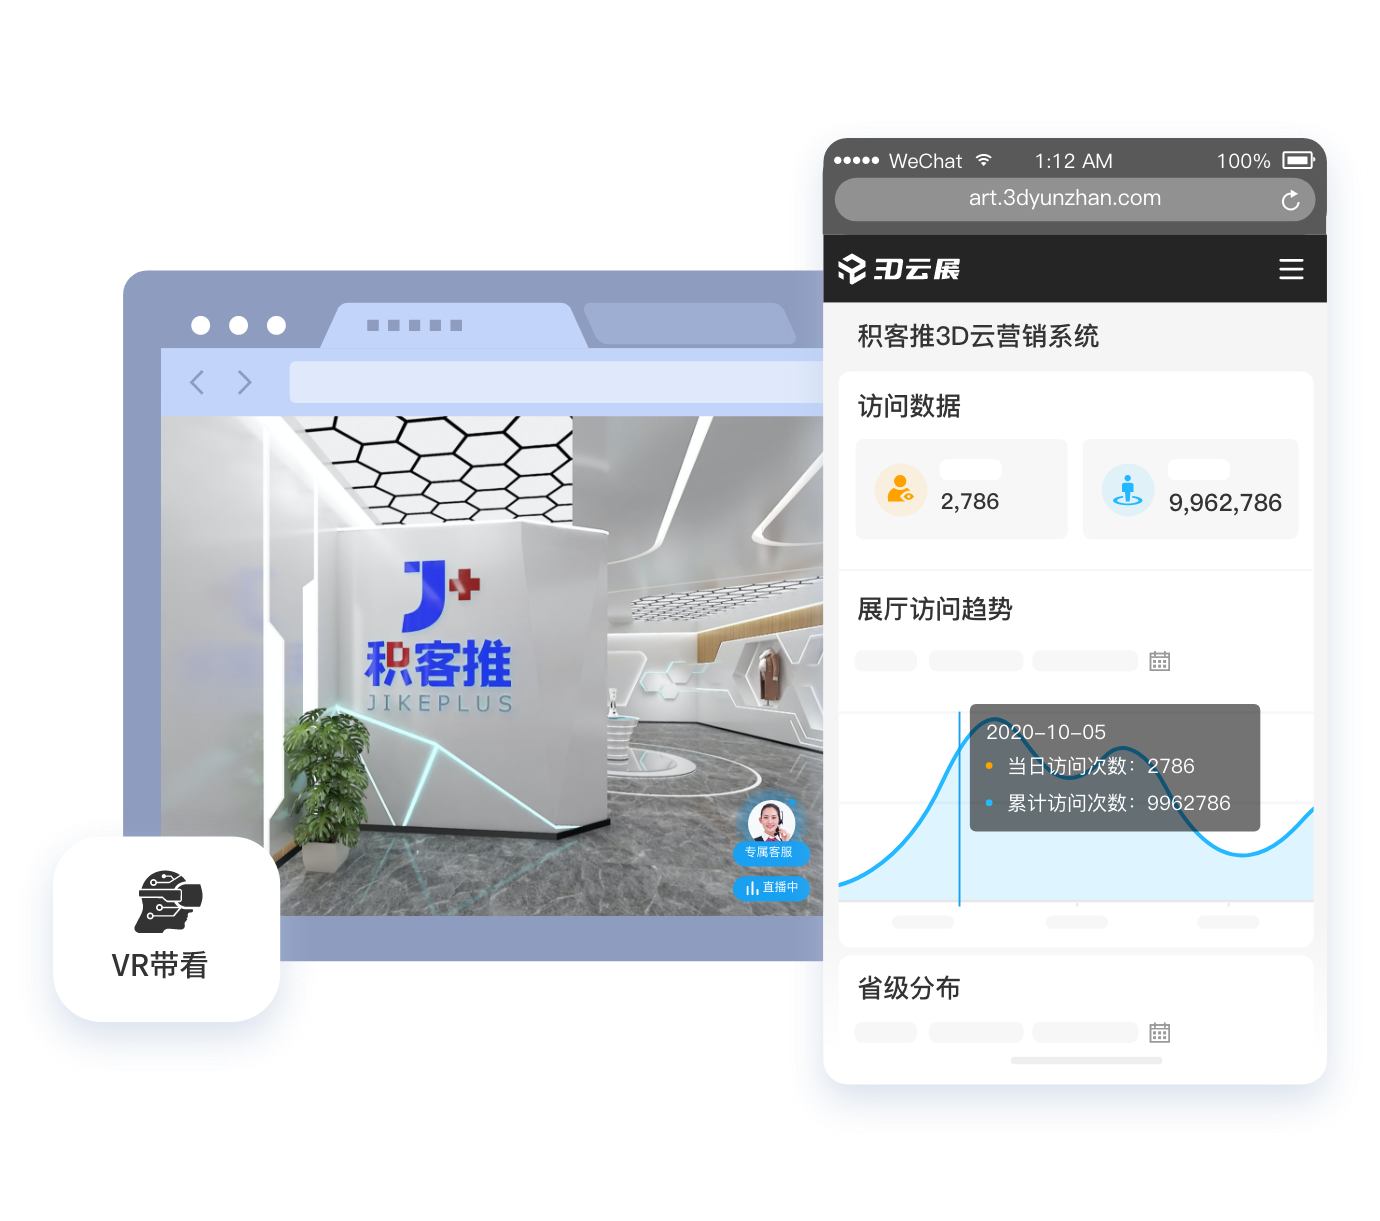 WeChat
1:12 AM
100%
art.3dyunzhan.com
3D云展
积客推3D云营销系统
访问数据
2,786
9,962,786
展厅访问趋势
2020-10-05
当日访问次数：2786
累计访问次数：9962786
省级分布
J+
积客推
JIKEPLUS
专属客服
直播中
VR带看